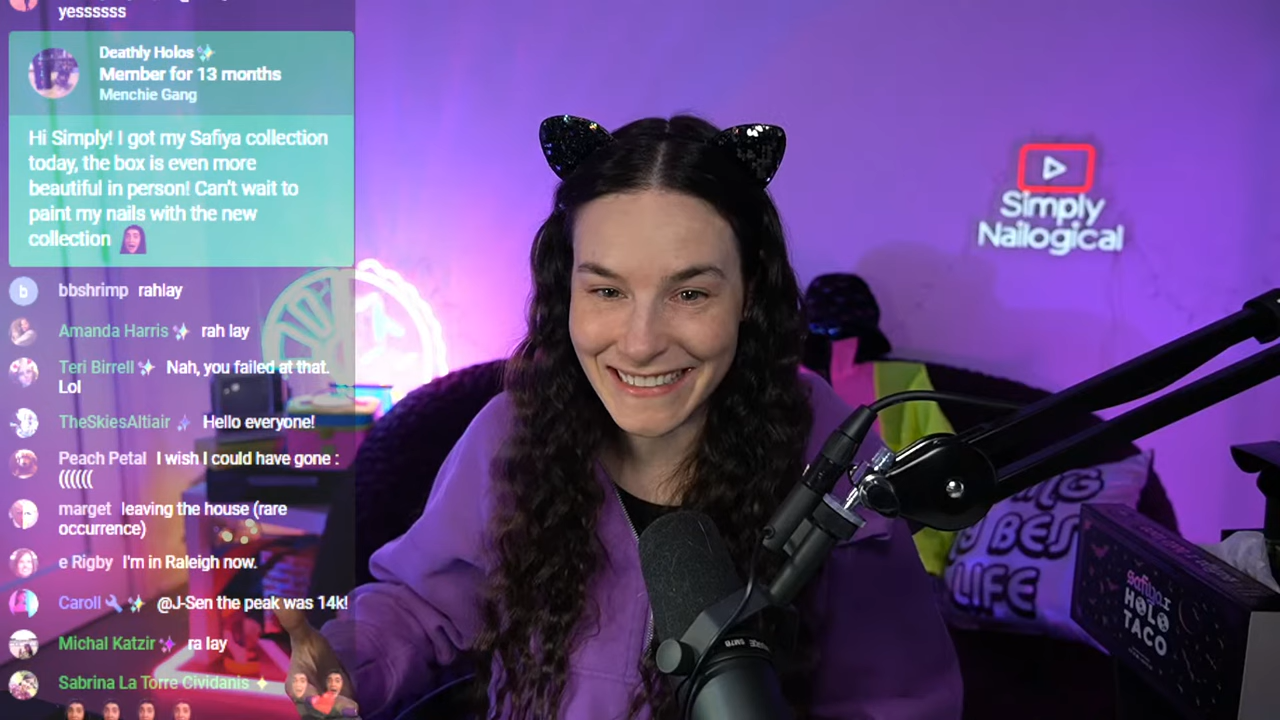 yessssss
Deathly Holos
Member for 13 months
Menchie Gang
Hi Simply! I got my Safiya collection
today, the box is even more
beautiful in person! Can't wait to
paint my nails with the new
collection
b bbshrimp rahlay
Amanda Harris rah lay
Teri Birrell Nah, you failed at that.
Lol
TheSkiesAltiair Hello everyone!
Peach Petal I wish I could have gone :
((((((
marget leaving the house (rare
occurrence)
e Rigby I'm in Raleigh now.
Caroll @J-Sen the peak was 14k!
Michal Katzir ra lay
Sabrina La Torre Cividanis
Simply
Nailogical
LIFE
safiya x
HOLO
TACO